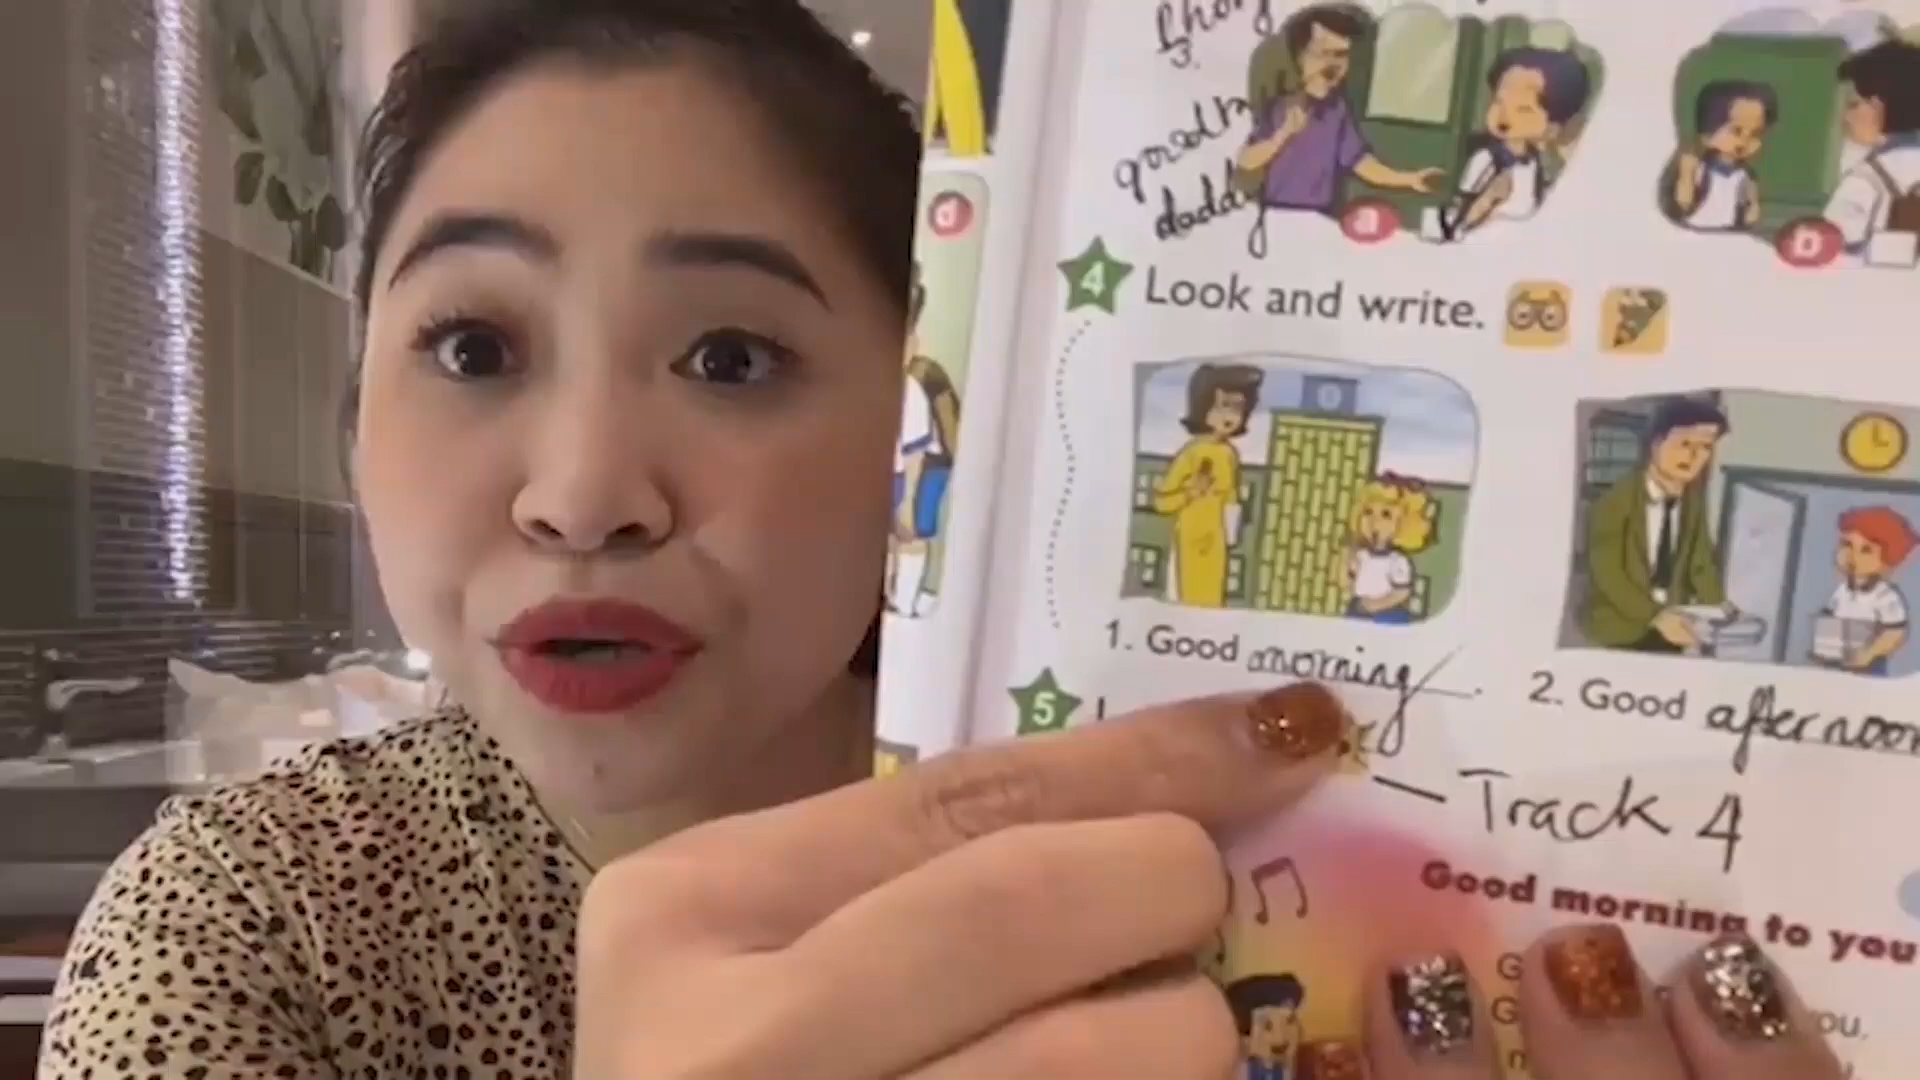 3.
daddy
a
b
d
4 Look and write.
1. Good morning. 2. Good afternoon
5
Track 4
Good morning to you